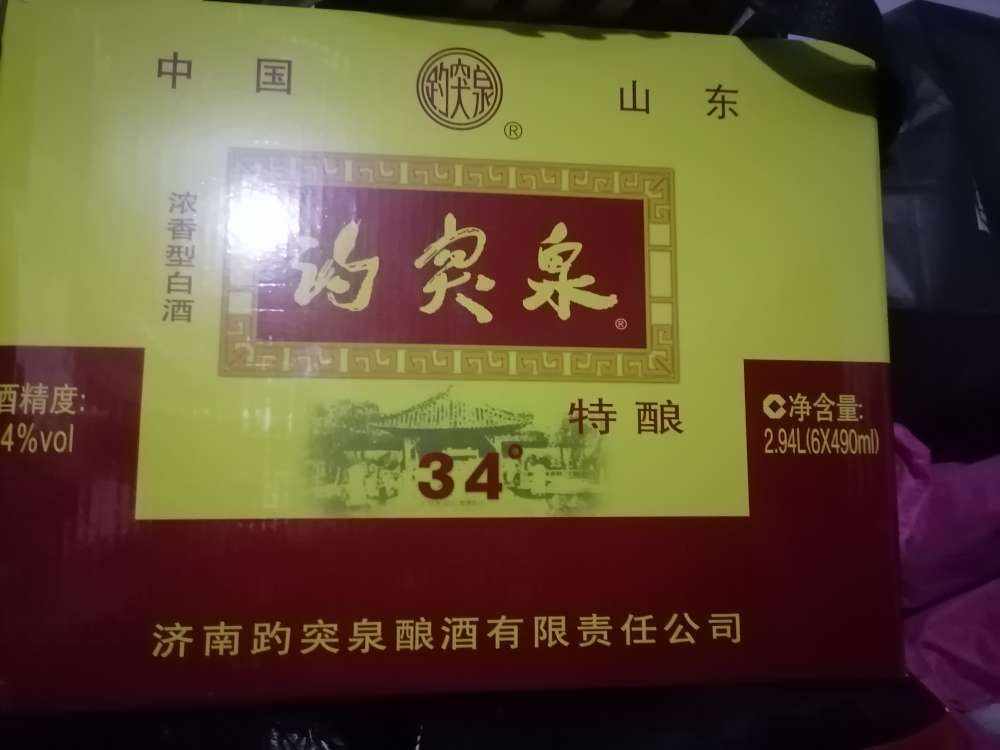 中国
趵突泉
®
山东
浓香型白酒
趵突泉
®
特酿
34°
酒精度:
4%vol
净含量:
2.94L(6X490ml)
济南趵突泉酿酒有限责任公司